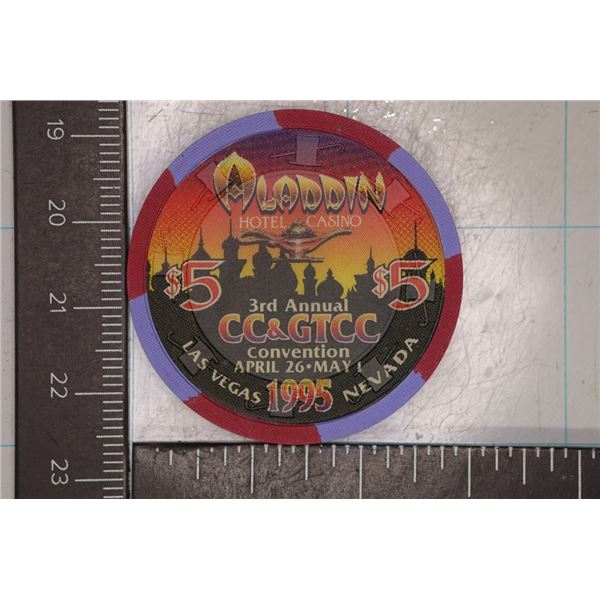 ALADDIN
HOTEL CASINO
$5 $5
3rd Annual
CC&GTCC
Convention
APRIL 26•MAY 1
LAS VEGAS 1995 NEVADA
19
20
21
22
23